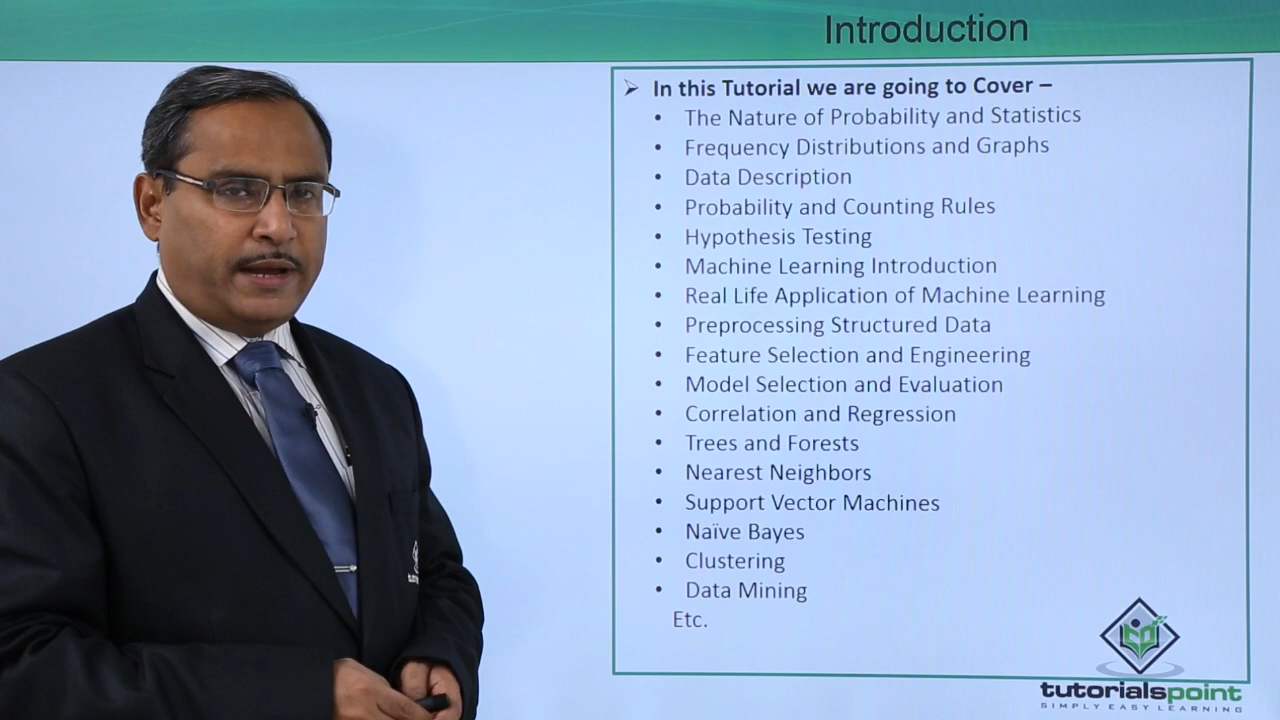 Introduction
➢ In this Tutorial we are going to Cover –
• The Nature of Probability and Statistics
• Frequency Distributions and Graphs
• Data Description
• Probability and Counting Rules
• Hypothesis Testing
• Machine Learning Introduction
• Real Life Application of Machine Learning
• Preprocessing Structured Data
• Feature Selection and Engineering
• Model Selection and Evaluation
• Correlation and Regression
• Trees and Forests
• Nearest Neighbors
• Support Vector Machines
• Naïve Bayes
• Clustering
• Data Mining
Etc.
tutorialspoint
SIMPLY EASY LEARNING